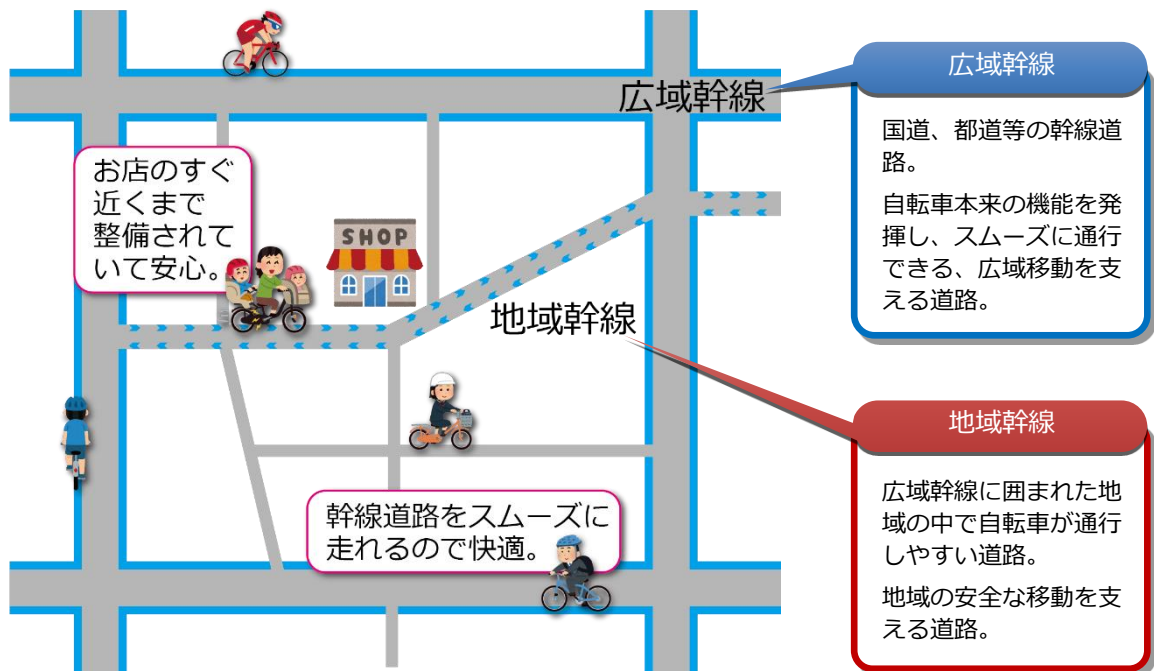 広域幹線
お店のすぐ
近くまで
整備されて
いて安心。
SHOP
地域幹線
幹線道路をスムーズに
走れるので快適。
広域幹線
国道、都道等の幹線道
路。
自転車本来の機能を発
揮し、スムーズに通行
できる、広域移動を支
える道路。
地域幹線
広域幹線に囲まれた地
域の中で自転車が通行
しやすい道路。
地域の安全な移動を支
える道路。